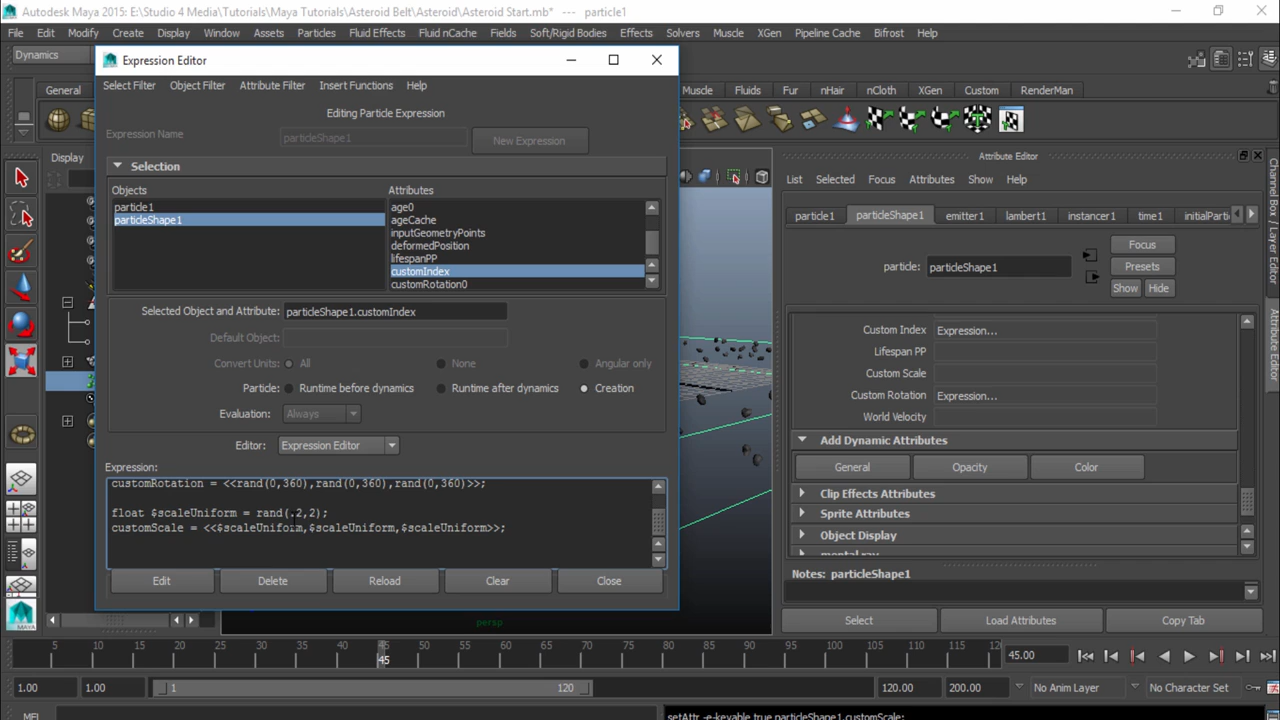 Autodesk Maya 2015: E:\Studio 4 Media\Tutorials\Maya Tutorials\Asteroid Belt\Asteroid\Asteroid Start.mb* --- particle1
File Edit Modify Create Display Window Assets Particles Fluid Effects Fluid nCache Fields Soft/Rigid Bodies Effects Solvers Muscle XGen Pipeline Cache Bifrost Help
Dynamics
Expression Editor
General
Muscle Fluids Fur nHair nCloth XGen Custom RenderMan
Select Filter Object Filter Attribute Filter Insert Functions Help
Editing Particle Expression
Expression Name particleShape1 New Expression
Display
Selection
Objects Attributes
particle1
particleShape1
age0
ageCache
inputGeometryPoints
deformedPosition
lifespanPP
customIndex
customRotation0
Selected Object and Attribute: particleShape1.customIndex
Default Object:
Convert Units: All None Angular only
Particle: Runtime before dynamics Runtime after dynamics Creation
Evaluation: Always
Editor: Expression Editor
Expression:
customRotation = <<rand(0,360),rand(0,360),rand(0,360)>>;
float $scaleUniform = rand(.2,2);
customScale = <<$scaleUniform,$scaleUniform,$scaleUniform>>;
Edit Delete Reload Clear Close
persp
Attribute Editor
List Selected Focus Attributes Show Help
particle1 particleShape1 emitter1 lambert1 instancer1 time1 initialParti
particle: particleShape1
Focus
Presets
Show Hide
Custom Index Expression...
Lifespan PP
Custom Scale
Custom Rotation Expression...
World Velocity
Add Dynamic Attributes
General Opacity Color
Clip Effects Attributes
Sprite Attributes
Object Display
mental ray
Notes: particleShape1
Select Load Attributes Copy Tab
Channel Box / Layer Editor
Attribute Editor
5 10 15 20 25 30 35 40 45 50 55 60 65 70 75 80 85 90 95 100 105 110 115 12
45
45.00
1.00 1.00 1 120 120.00 200.00 No Anim Layer No Character Set
MEL
setAttr -e-keyable true particleShape1.customScale;